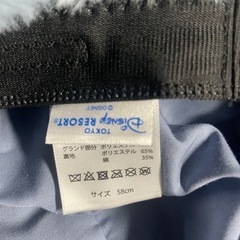 Disney
TOKYO
RESORT
© DISNEY
グランド部分 ポリエステル
裏地 ポリエステル 65%
綿 35%
サイズ 58cm